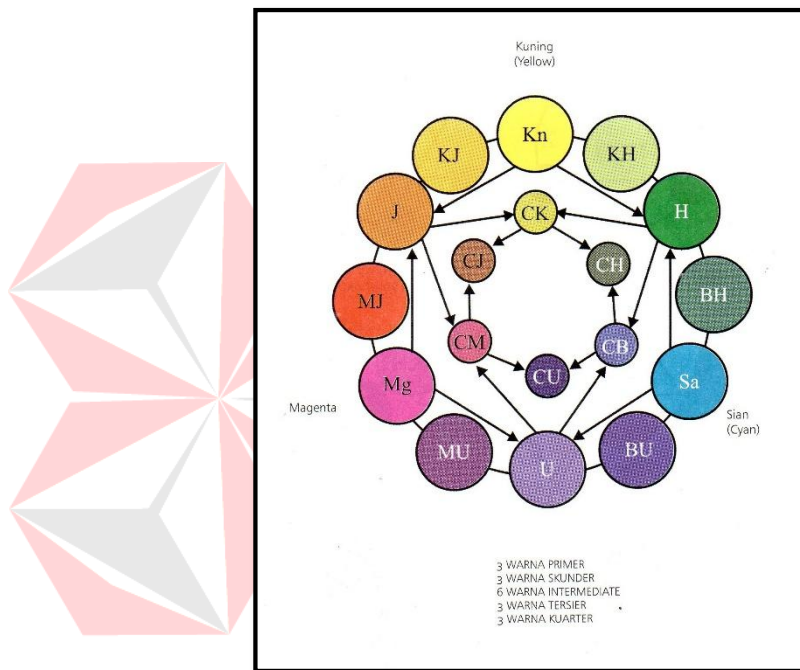 Kuning
(Yellow)
Kn
KJ
KH
J
CK
H
CJ
CH
MJ
BH
CM
CB
CU
Mg
Sa
Magenta
Sian
(Cyan)
MU
BU
U
3 WARNA PRIMER
3 WARNA SKUNDER
6 WARNA INTERMEDIATE
3 WARNA TERSIER
3 WARNA KUARTER